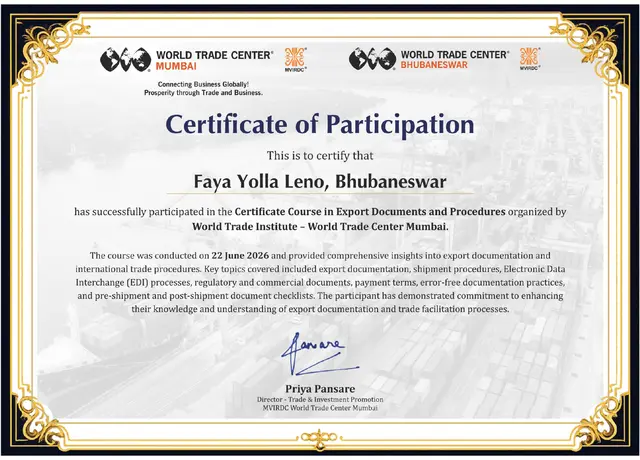 WORLD TRADE CENTER®
MUMBAI
MVIRDC®
WORLD TRADE CENTER®
BHUBANESWAR
MVIRDC®
Connecting Business Globally!
Prosperity through Trade and Business.
Certificate of Participation
This is to certify that
Faya Yolla Leno, Bhubaneswar
has successfully participated in the Certificate Course in Export Documents and Procedures organized by
World Trade Institute – World Trade Center Mumbai.
The course was conducted on 22 June 2026 and provided comprehensive insights into export documentation and
international trade procedures. Key topics covered included export documentation, shipment procedures, Electronic Data
Interchange (EDI) processes, regulatory and commercial documents, payment terms, error-free documentation practices,
and pre-shipment and post-shipment document checklists. The participant has demonstrated commitment to enhancing
their knowledge and understanding of export documentation and trade facilitation processes.
Pansare
Priya Pansare
Director - Trade & Investment Promotion
MVIRDC World Trade Center Mumbai